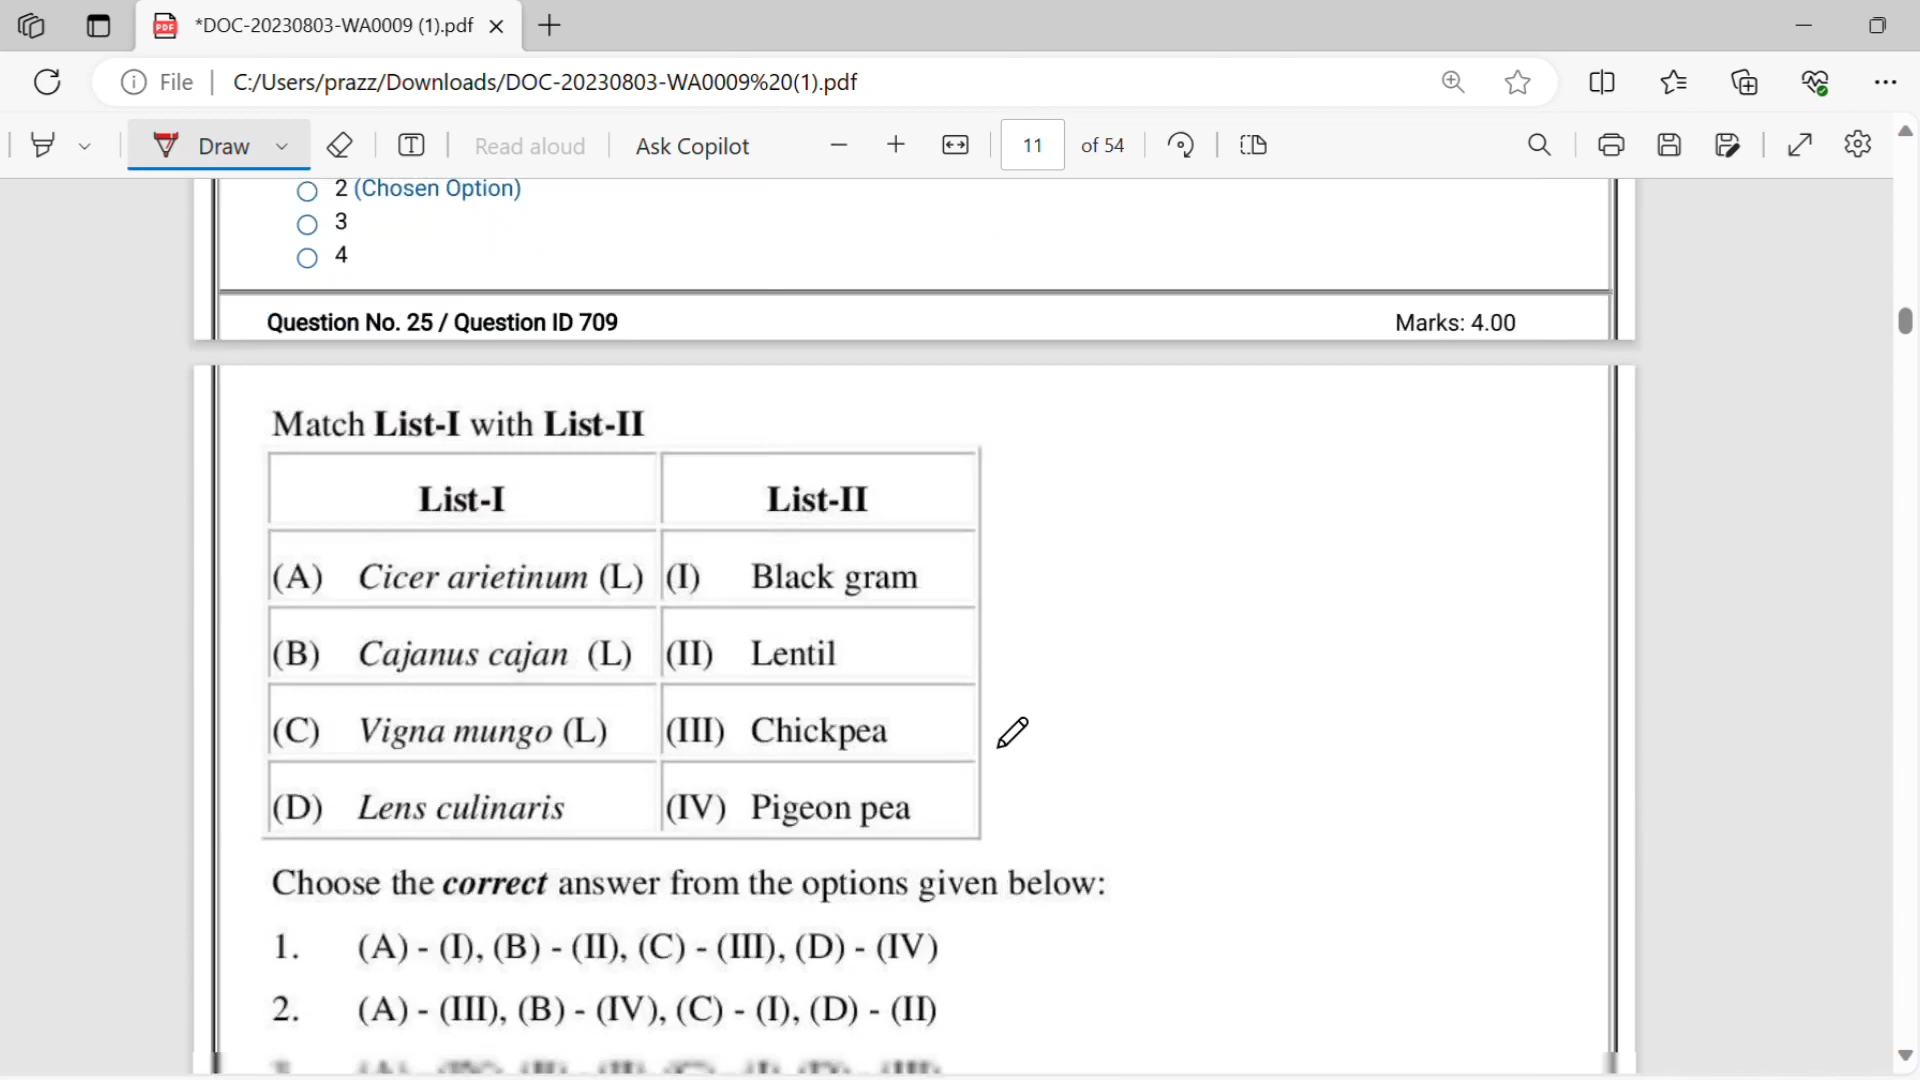 *DOC-20230803-WA0009 (1).pdf
File
C:/Users/prazz/Downloads/DOC-20230803-WA0009%20(1).pdf
Draw
Read aloud
Ask Copilot
11 of 54
2 (Chosen Option)
3
4
Question No. 25 / Question ID 709 Marks: 4.00
Match List-I with List-II
List-I List-II
(A) Cicer arietinum (L) (I) Black gram
(B) Cajanus cajan (L) (II) Lentil
(C) Vigna mungo (L) (III) Chickpea
(D) Lens culinaris (IV) Pigeon pea
Choose the correct answer from the options given below:
1. (A) - (I), (B) - (II), (C) - (III), (D) - (IV)
2. (A) - (III), (B) - (IV), (C) - (I), (D) - (II)